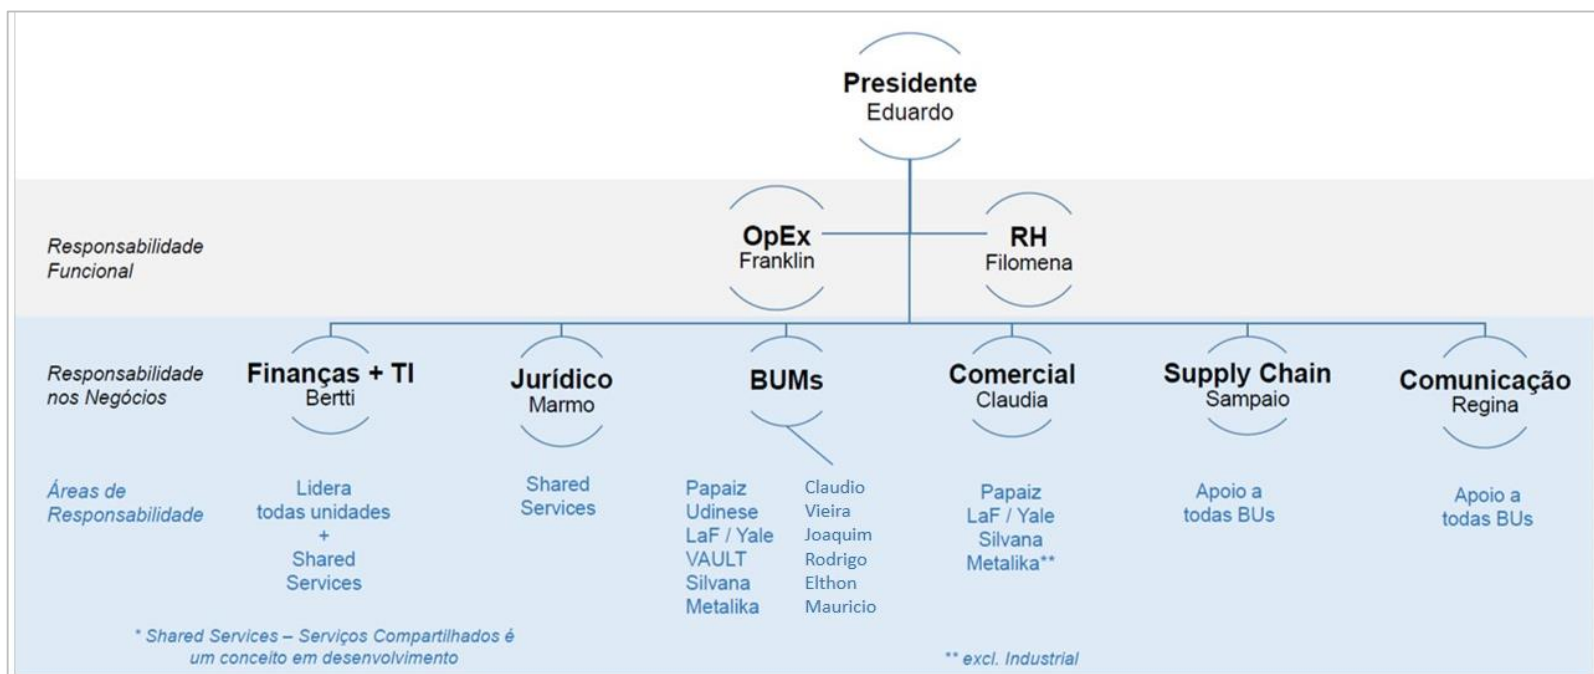 Presidente
Eduardo
Responsabilidade
Funcional
OpEx
Franklin
RH
Filomena
Responsabilidade
nos Negócios
Finanças + TI
Bertti
Jurídico
Marmo
BUMs
Comercial
Claudia
Supply Chain
Sampaio
Comunicação
Regina
Áreas de
Responsabilidade
Lidera
todas unidades
+
Shared
Services
Shared
Services
Papaiz
Udinese
LaF / Yale
VAULT
Silvana
Metalika
Claudio
Vieira
Joaquim
Rodrigo
Elthon
Mauricio
Papaiz
LaF / Yale
Silvana
Metalika**
Apoio a
todas BUs
Apoio a
todas BUs
* Shared Services – Serviços Compartilhados é
um conceito em desenvolvimento
** excl. Industrial